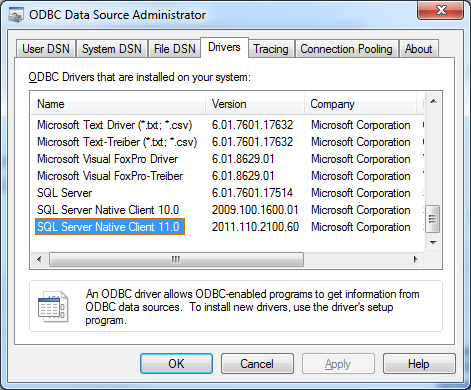 ODBC Data Source Administrator
User DSN System DSN File DSN Drivers Tracing Connection Pooling About
ODBC Drivers that are installed on your system:
Name Version Company
Microsoft Text Driver (*.txt; *.csv) 6.01.7601.17632 Microsoft Corporation
Microsoft Text-Treiber (*.txt; *.csv) 6.01.7601.17632 Microsoft Corporation
Microsoft Visual FoxPro Driver 6.01.8629.01 Microsoft Corporation
Microsoft Visual FoxPro-Treiber 6.01.8629.01 Microsoft Corporation
SQL Server 6.01.7601.17514 Microsoft Corporation
SQL Server Native Client 10.0 2009.100.1600.01 Microsoft Corporation
SQL Server Native Client 11.0 2011.110.2100.60 Microsoft Corporation
An ODBC driver allows ODBC-enabled programs to get information from
ODBC data sources. To install new drivers, use the driver's setup
program.
OK Cancel Apply Help